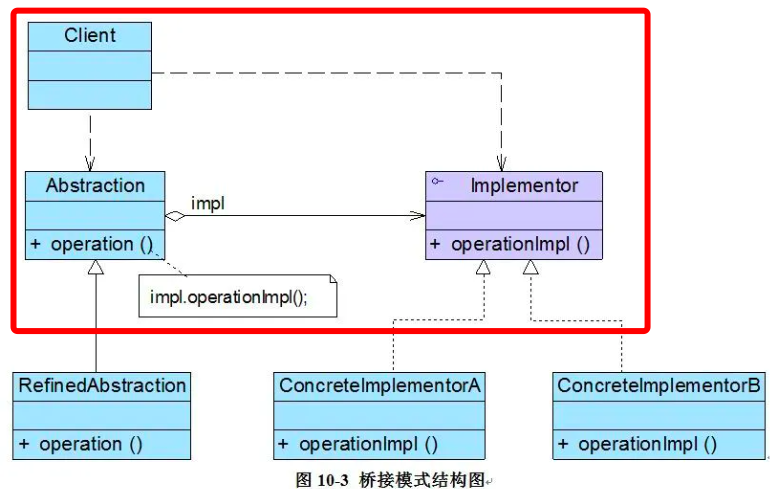 Client
Abstraction
+ operation ()
impl
Implementor
+ operationImpl ()
impl.operationImpl();
RefinedAbstraction
+ operation ()
ConcreteImplementorA
+ operationImpl ()
ConcreteImplementorB
+ operationImpl ()
图 10-3 桥接模式结构图